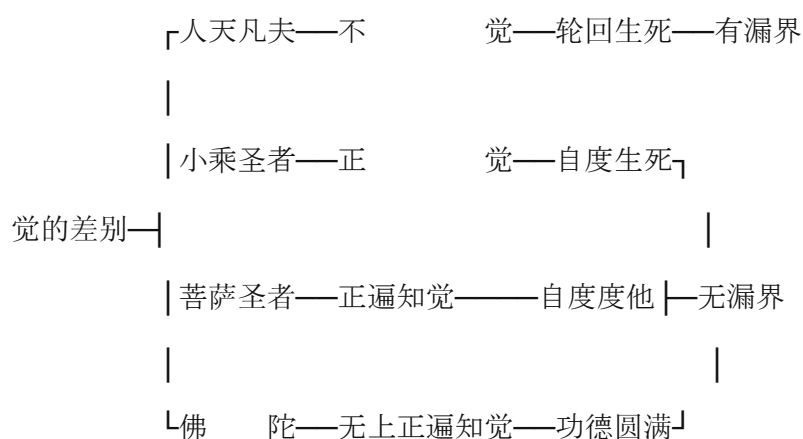 人天凡夫──不 觉──轮回生死──有漏界
小乘圣者──正 觉──自度生死
觉的差别
菩萨圣者──正遍知觉────自度度他──无漏界
佛 陀──无上正遍知觉──功德圆满